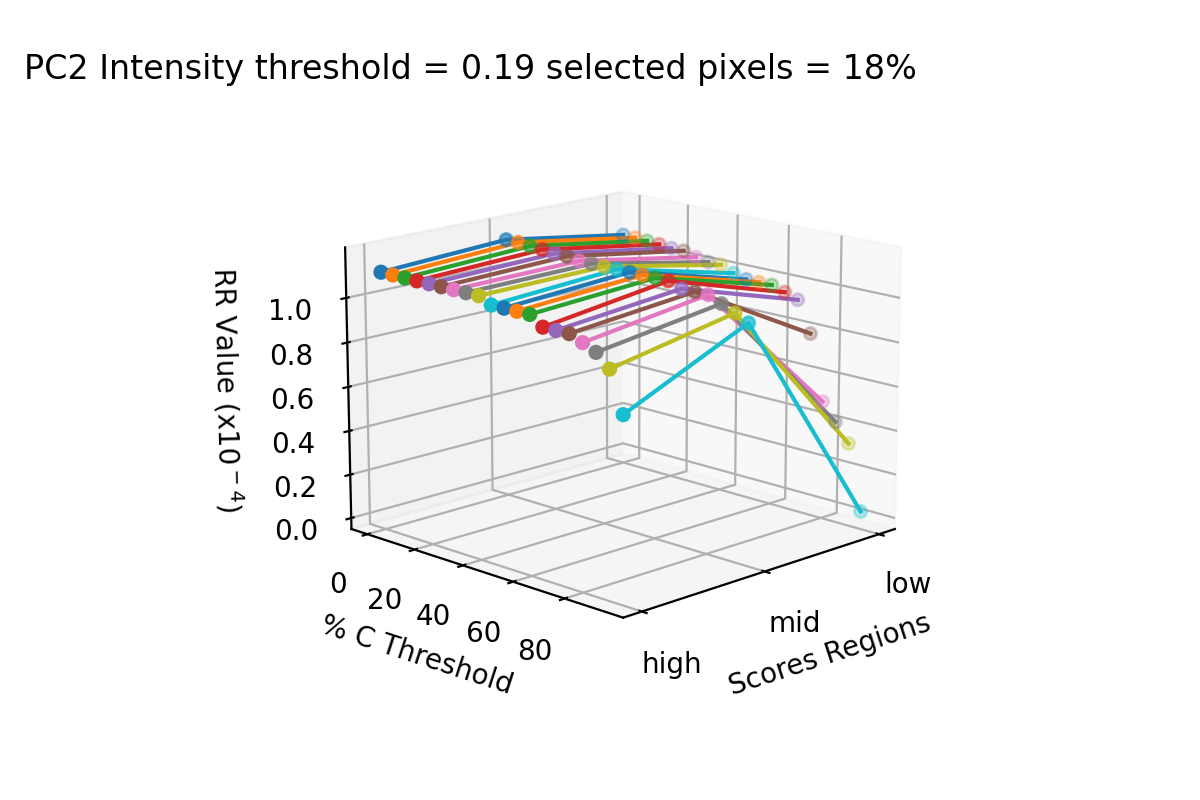 PC2 Intensity threshold = 0.19 selected pixels = 18%
RR Value (x10⁻⁴)
1.0
0.8
0.6
0.4
0.2
0.0
0
20
40
60
80
% C Threshold
high
mid
low
Scores Regions